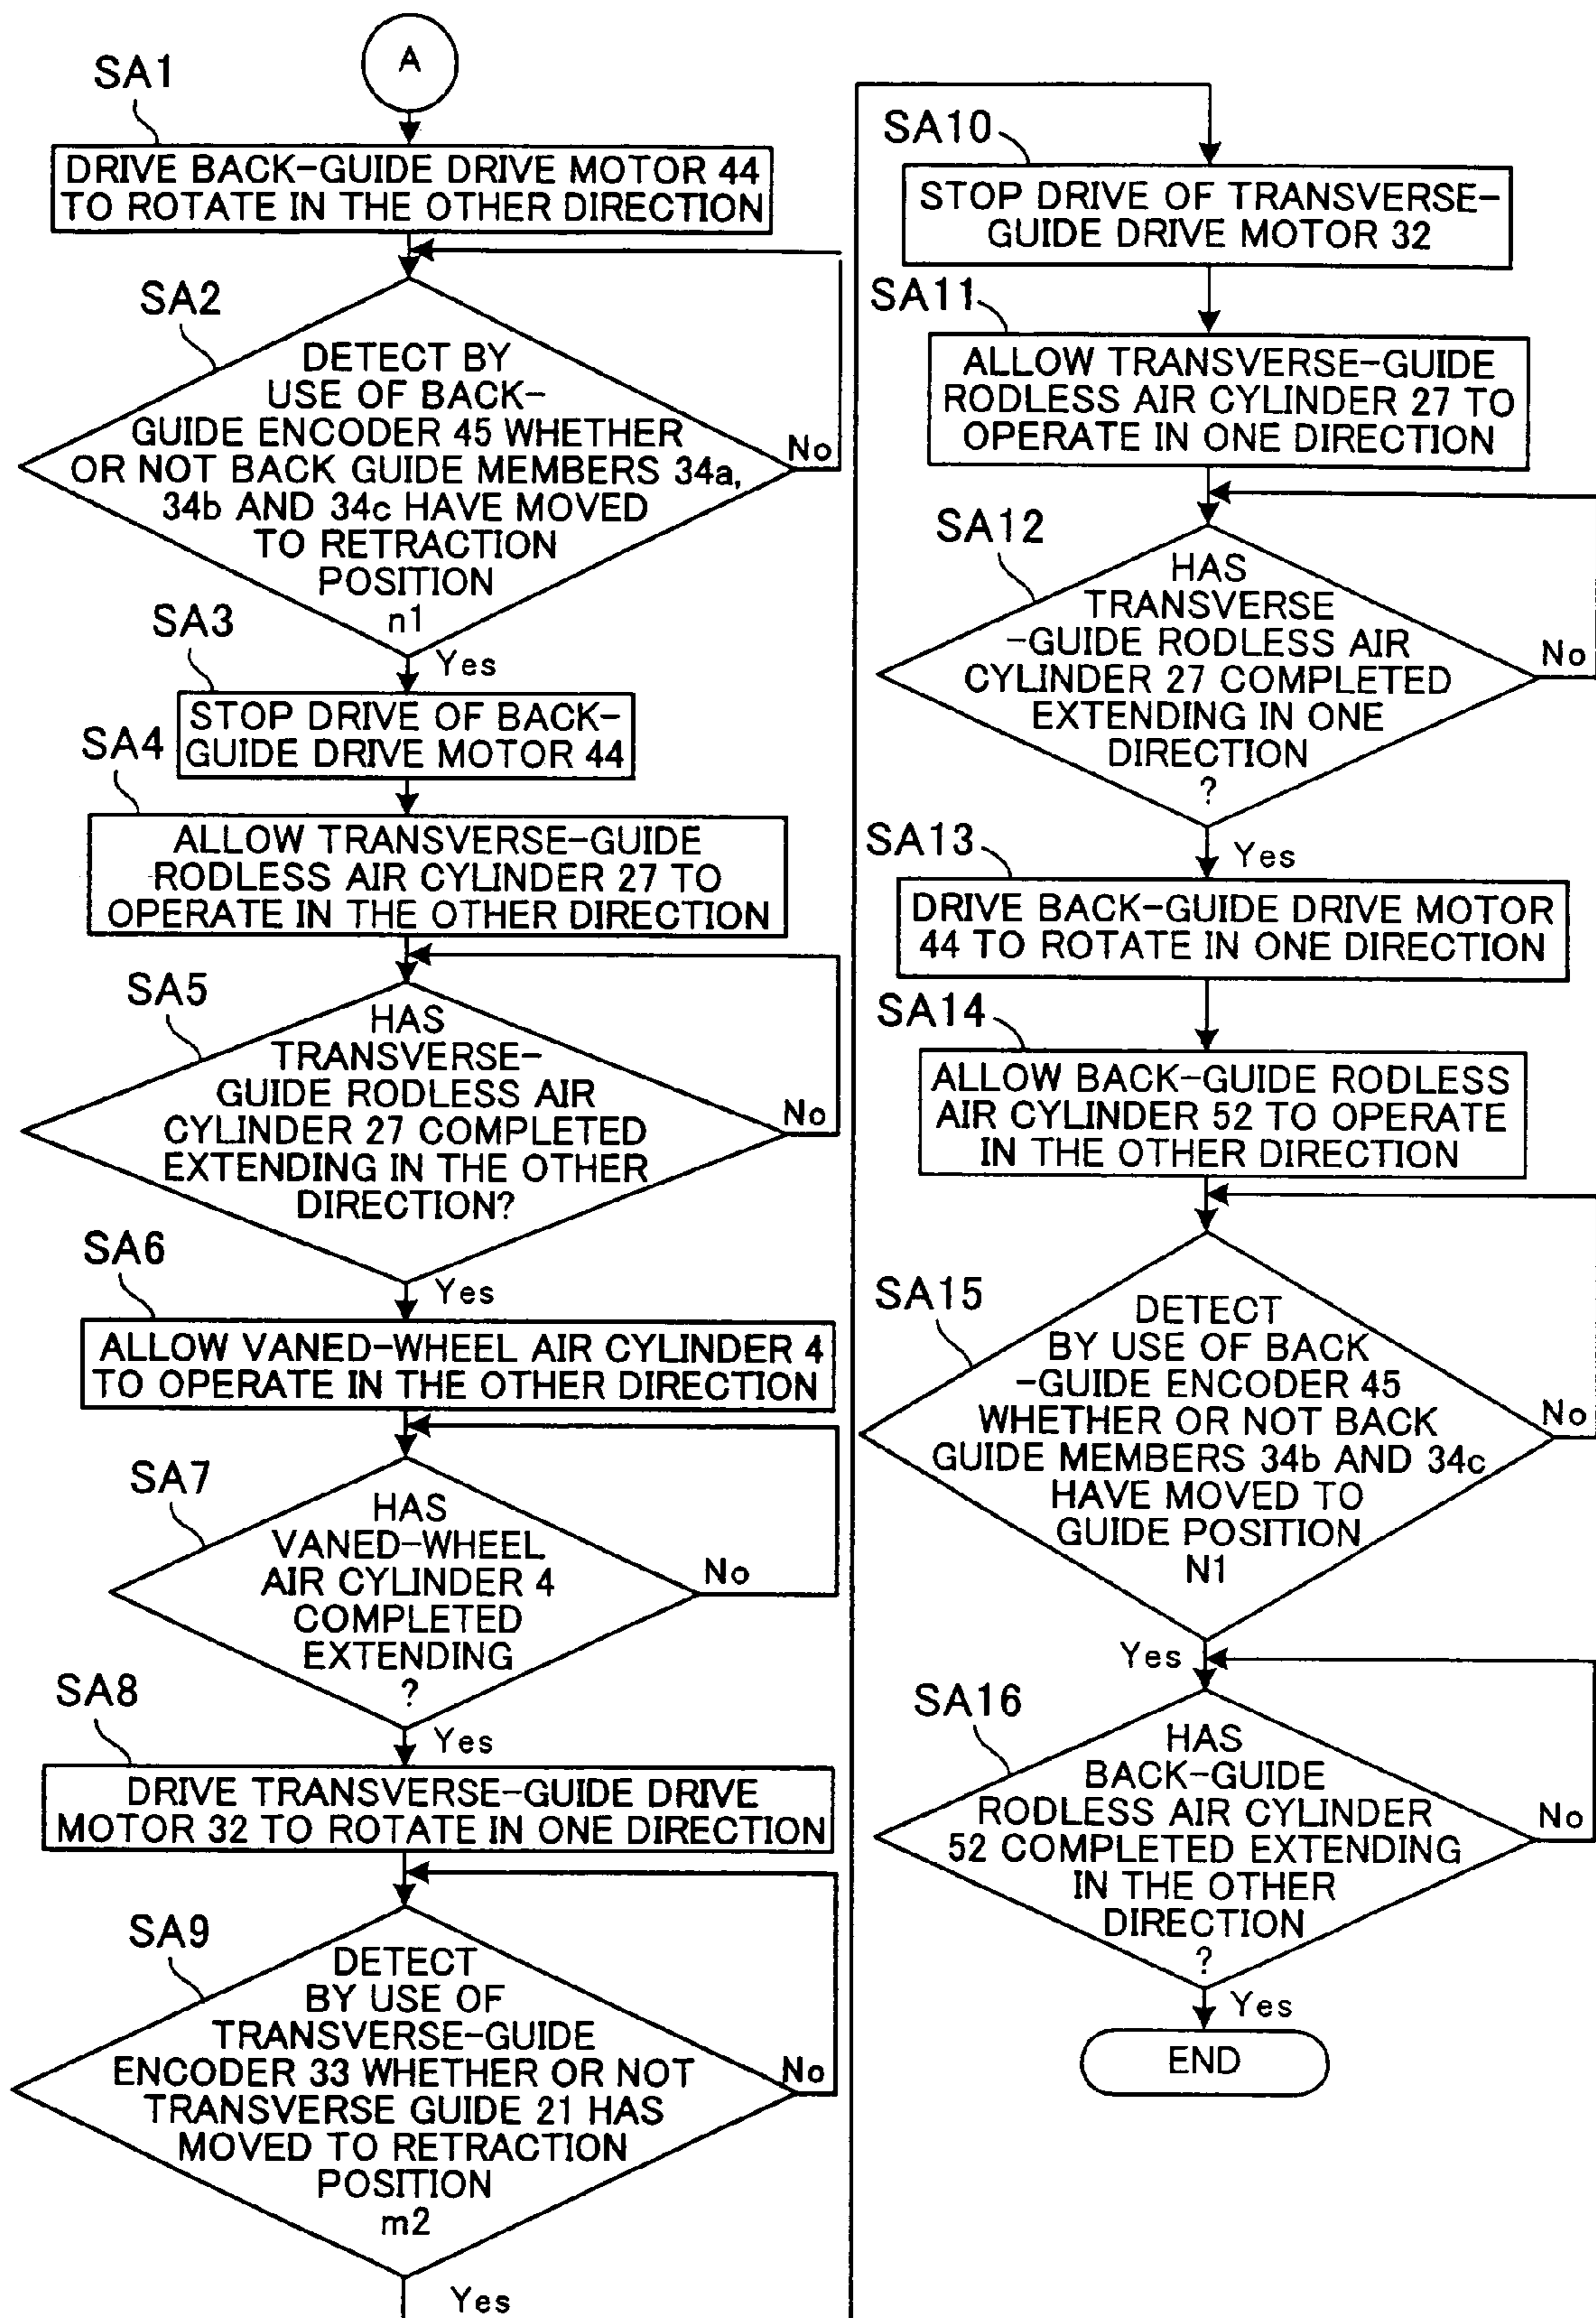 A
SA1
DRIVE BACK-GUIDE DRIVE MOTOR 44
TO ROTATE IN THE OTHER DIRECTION
SA2
DETECT BY
USE OF BACK-
GUIDE ENCODER 45 WHETHER
OR NOT BACK GUIDE MEMBERS 34a,
34b AND 34c HAVE MOVED
TO RETRACTION
POSITION
n1
No
Yes
SA3
STOP DRIVE OF BACK-
GUIDE DRIVE MOTOR 44
SA4
ALLOW TRANSVERSE-GUIDE
RODLESS AIR CYLINDER 27 TO
OPERATE IN THE OTHER DIRECTION
SA5
HAS
TRANSVERSE-
GUIDE RODLESS AIR
CYLINDER 27 COMPLETED
EXTENDING IN THE OTHER
DIRECTION?
No
Yes
SA6
ALLOW VANED-WHEEL AIR CYLINDER 4
TO OPERATE IN THE OTHER DIRECTION
SA7
HAS
VANED-WHEEL
AIR CYLINDER 4
COMPLETED
EXTENDING
?
No
Yes
SA8
DRIVE TRANSVERSE-GUIDE DRIVE
MOTOR 32 TO ROTATE IN ONE DIRECTION
SA9
DETECT
BY USE OF
TRANSVERSE-GUIDE
ENCODER 33 WHETHER OR NOT
TRANSVERSE GUIDE 21 HAS
MOVED TO RETRACTION
POSITION
m2
No
Yes
SA10
STOP DRIVE OF TRANSVERSE-
GUIDE DRIVE MOTOR 32
SA11
ALLOW TRANSVERSE-GUIDE
RODLESS AIR CYLINDER 27 TO
OPERATE IN ONE DIRECTION
SA12
HAS
TRANSVERSE
-GUIDE RODLESS AIR
CYLINDER 27 COMPLETED
EXTENDING IN ONE
DIRECTION
?
No
Yes
SA13
DRIVE BACK-GUIDE DRIVE MOTOR
44 TO ROTATE IN ONE DIRECTION
SA14
ALLOW BACK-GUIDE RODLESS
AIR CYLINDER 52 TO OPERATE
IN THE OTHER DIRECTION
SA15
DETECT
BY USE OF BACK
-GUIDE ENCODER 45
WHETHER OR NOT BACK
GUIDE MEMBERS 34b AND 34c
HAVE MOVED TO
GUIDE POSITION
N1
No
Yes
SA16
HAS
BACK-GUIDE
RODLESS AIR CYLINDER
52 COMPLETED EXTENDING
IN THE OTHER
DIRECTION
?
No
Yes
END